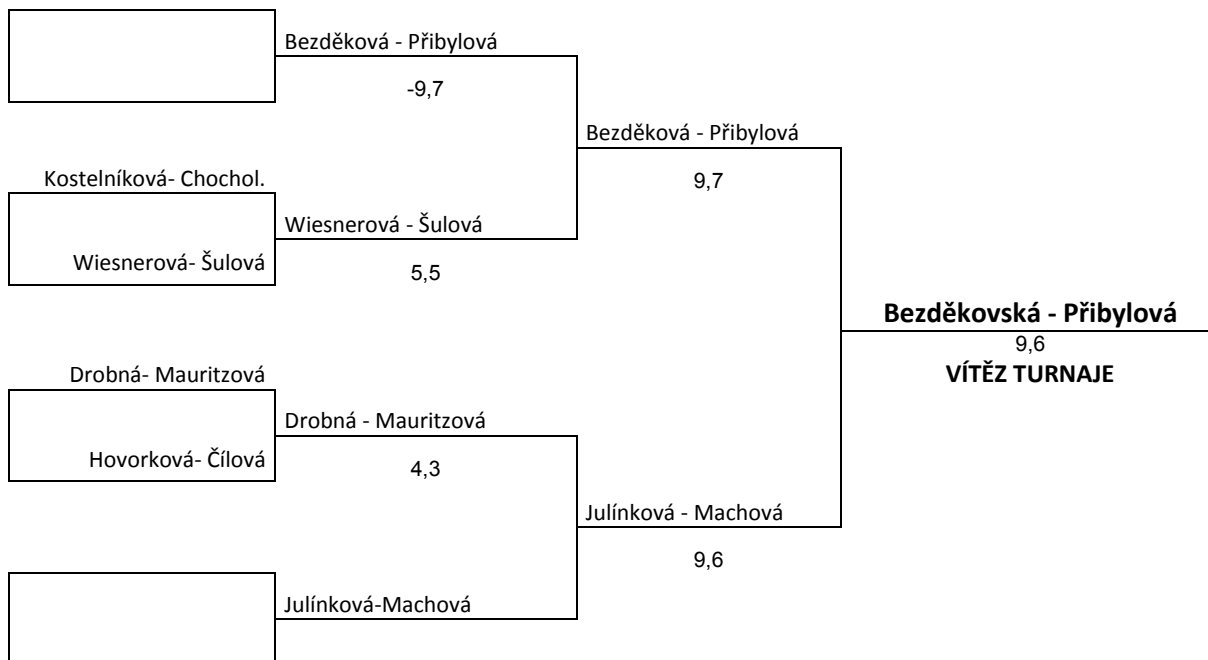 Bezděková - Přibylová
-9,7
Bezděková - Přibylová
Kostelníková- Chochol.
9,7
Wiesnerová - Šulová
Wiesnerová- Šulová
5,5
Bezděkovská - Přibylová
9,6
VÍTĚZ TURNAJE
Drobná- Mauritzová
Drobná - Mauritzová
Hovorková- Čílová
4,3
Julínková - Machová
9,6
Julínková-Machová